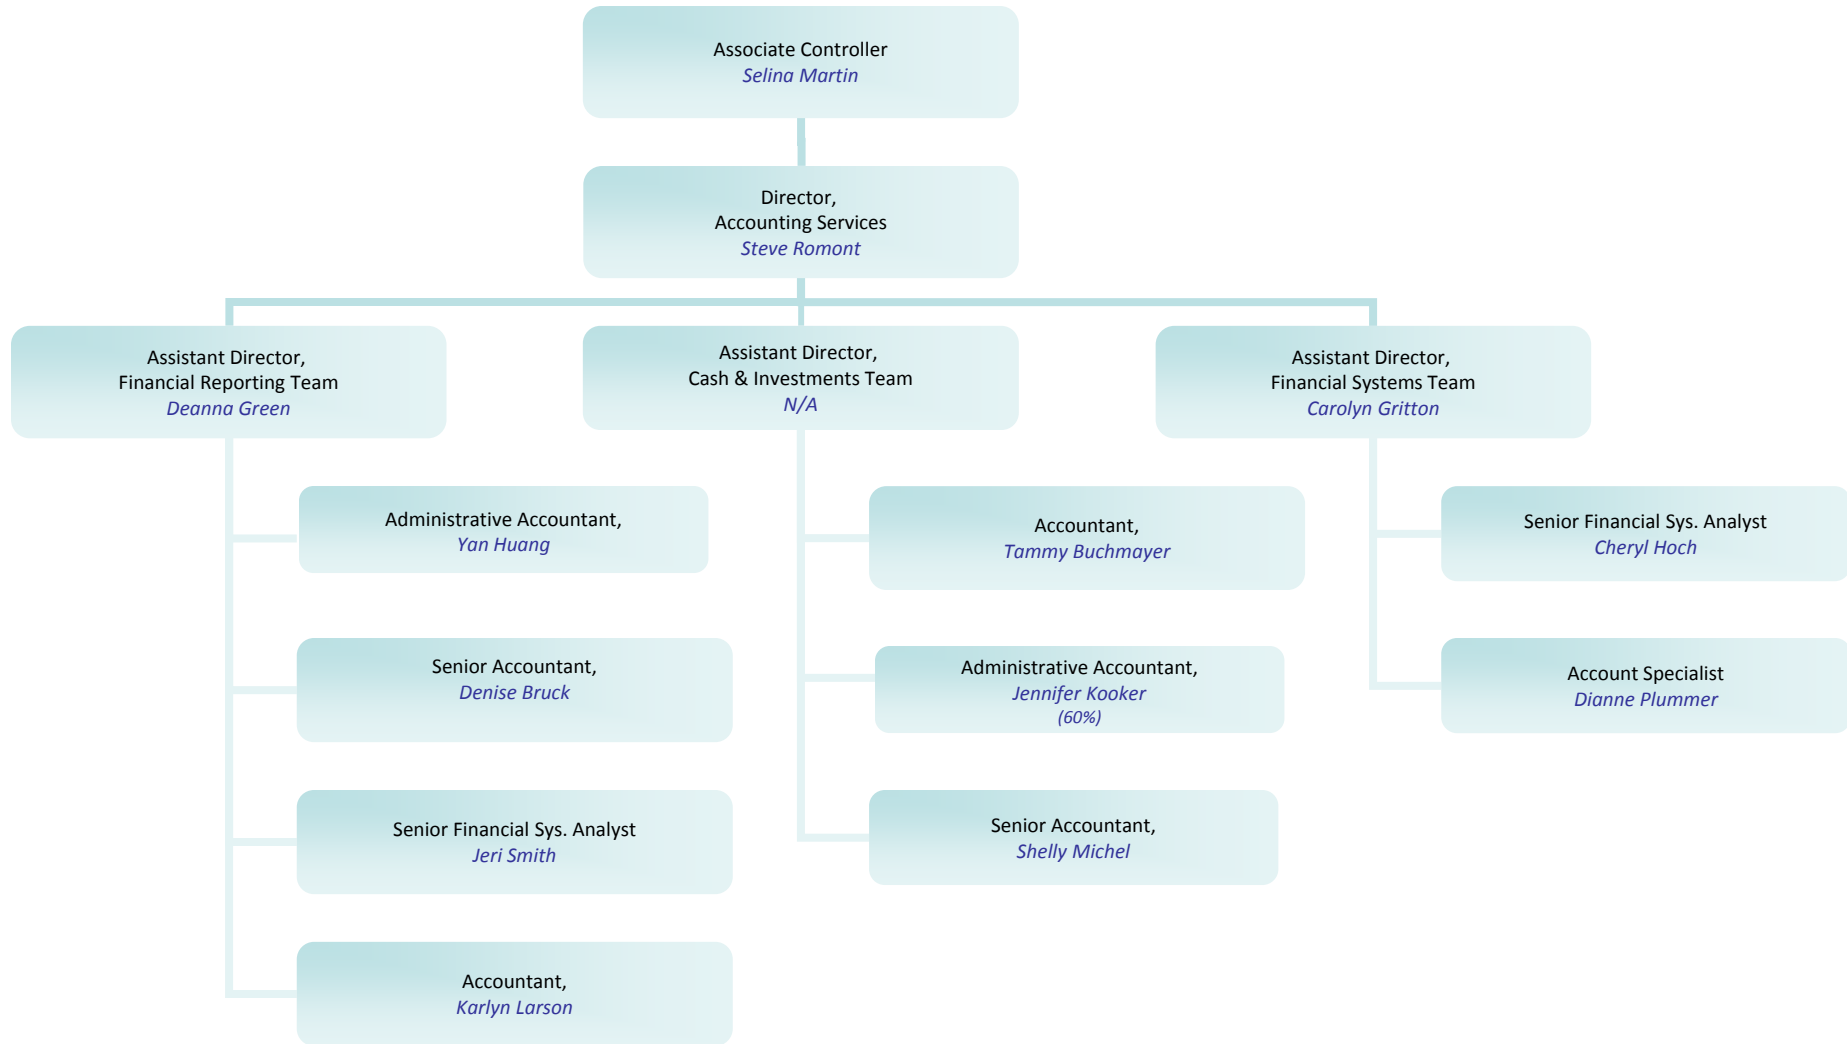 Associate Controller
Selina Martin
Director,
Accounting Services
Steve Romont
Assistant Director,
Financial Reporting Team
Deanna Green
Assistant Director,
Cash & Investments Team
N/A
Assistant Director,
Financial Systems Team
Carolyn Gritton
Administrative Accountant,
Yan Huang
Senior Accountant,
Denise Bruck
Senior Financial Sys. Analyst
Jeri Smith
Accountant,
Karlyn Larson
Accountant,
Tammy Buchmayer
Administrative Accountant,
Jennifer Kooker
(60%)
Senior Accountant,
Shelly Michel
Senior Financial Sys. Analyst
Cheryl Hoch
Account Specialist
Dianne Plummer